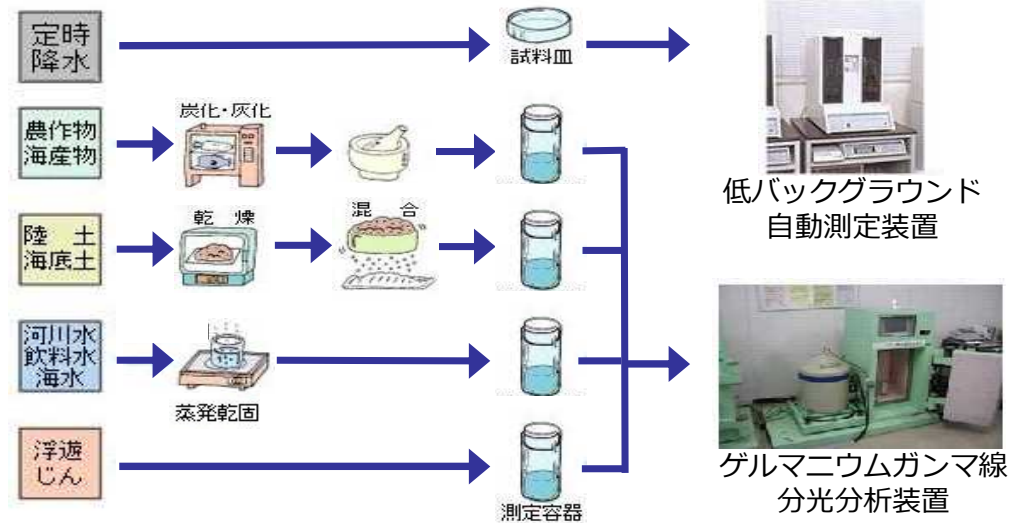 定時
降水
試料皿
低バックグラウンド
自動測定装置
農作物
海産物
炭化・灰化
陸 土
海底土
乾 燥
混 合
河川水
飲料水
海水
蒸発乾固
浮遊
じん
測定容器
ゲルマニウムガンマ線
分光分析装置